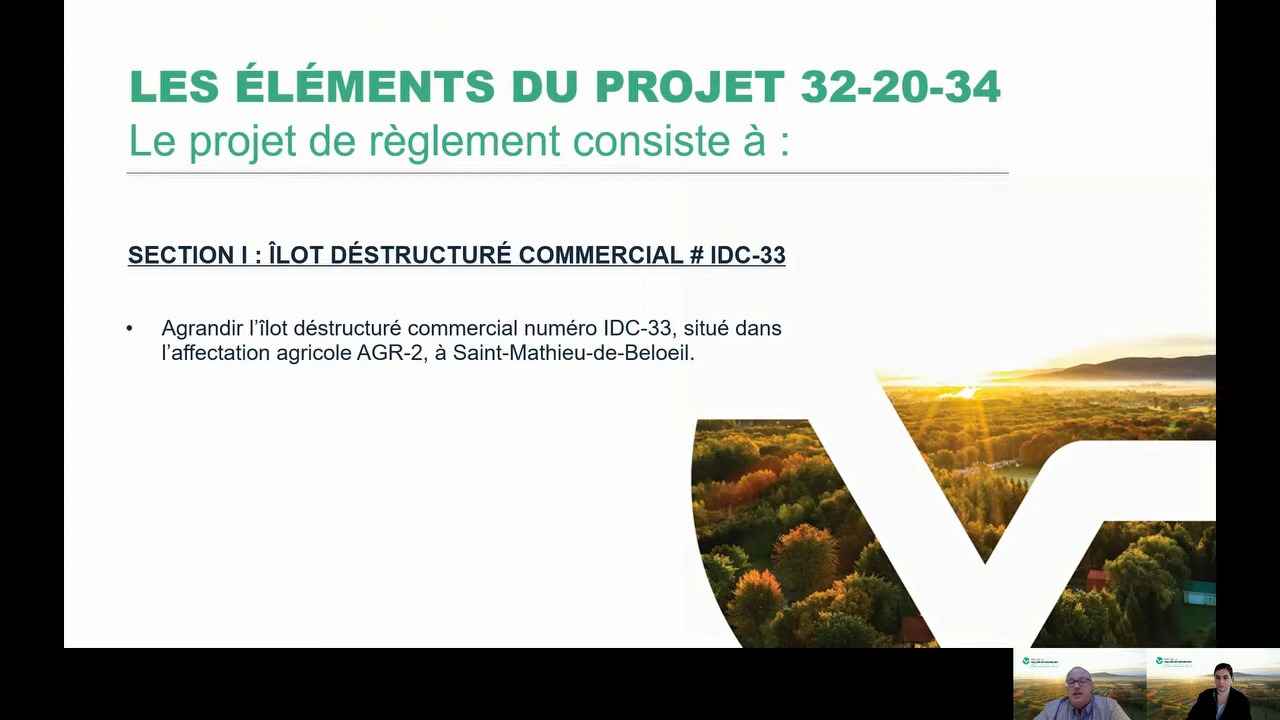 LES ÉLÉMENTS DU PROJET 32-20-34
Le projet de règlement consiste à :
SECTION I : ÎLOT DÉSTRUCTURÉ COMMERCIAL # IDC-33
• Agrandir l’îlot déstructuré commercial numéro IDC-33, situé dans
l’affectation agricole AGR-2, à Saint-Mathieu-de-Beloeil.